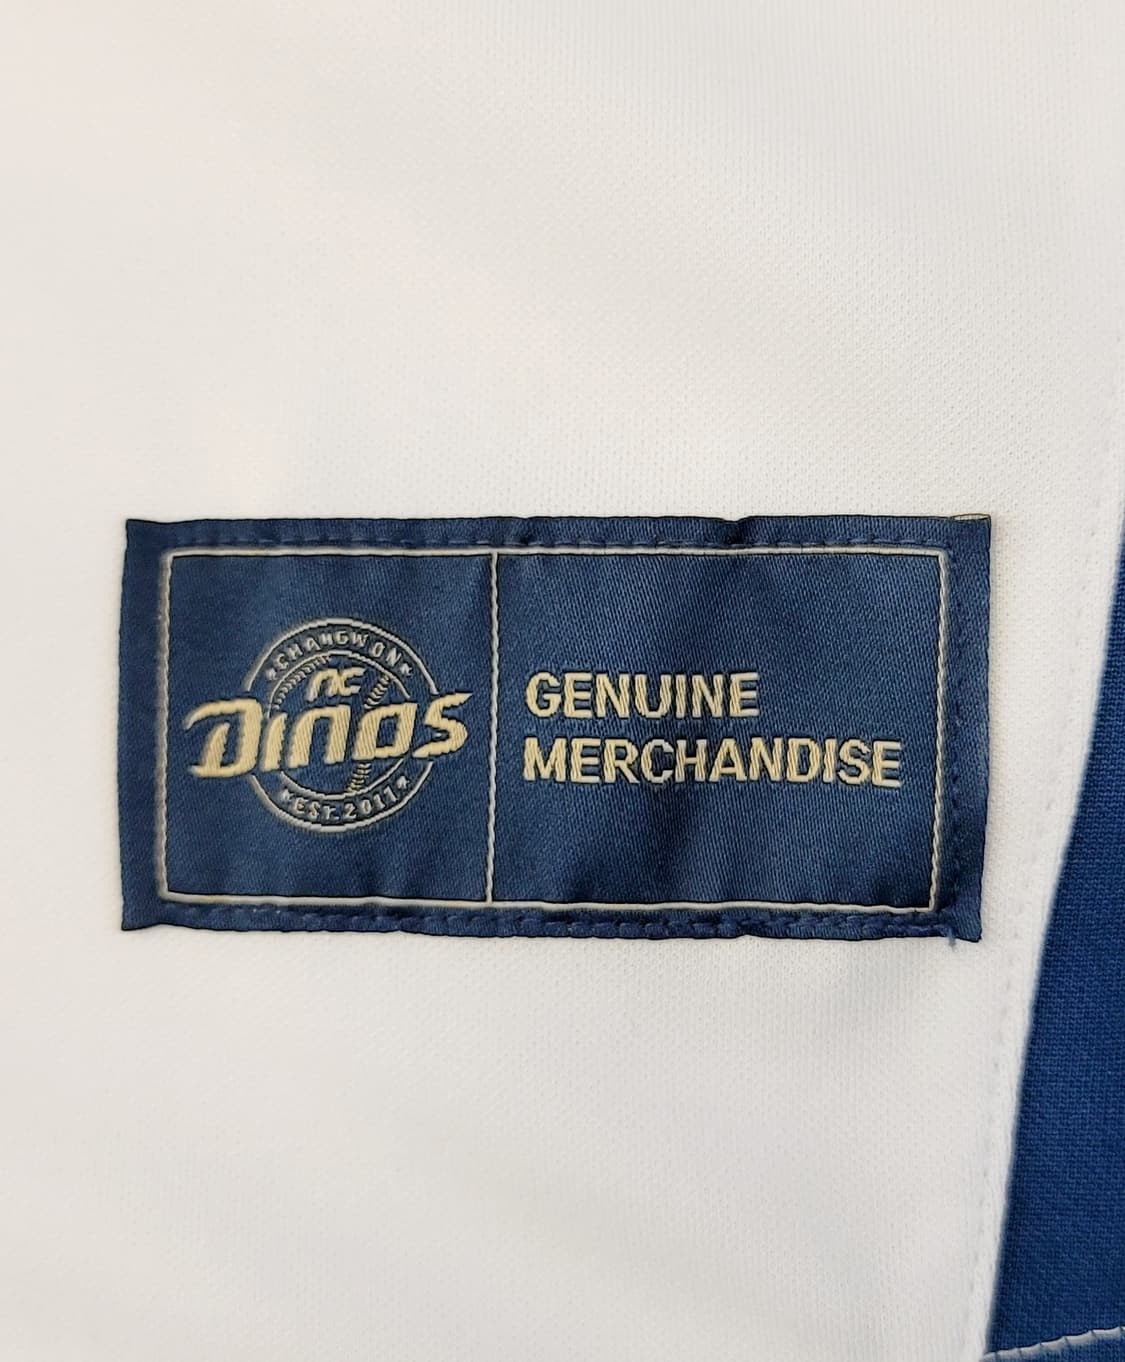 CHANGWON
NC
DINOS
EST. 2011
GENUINE
MERCHANDISE